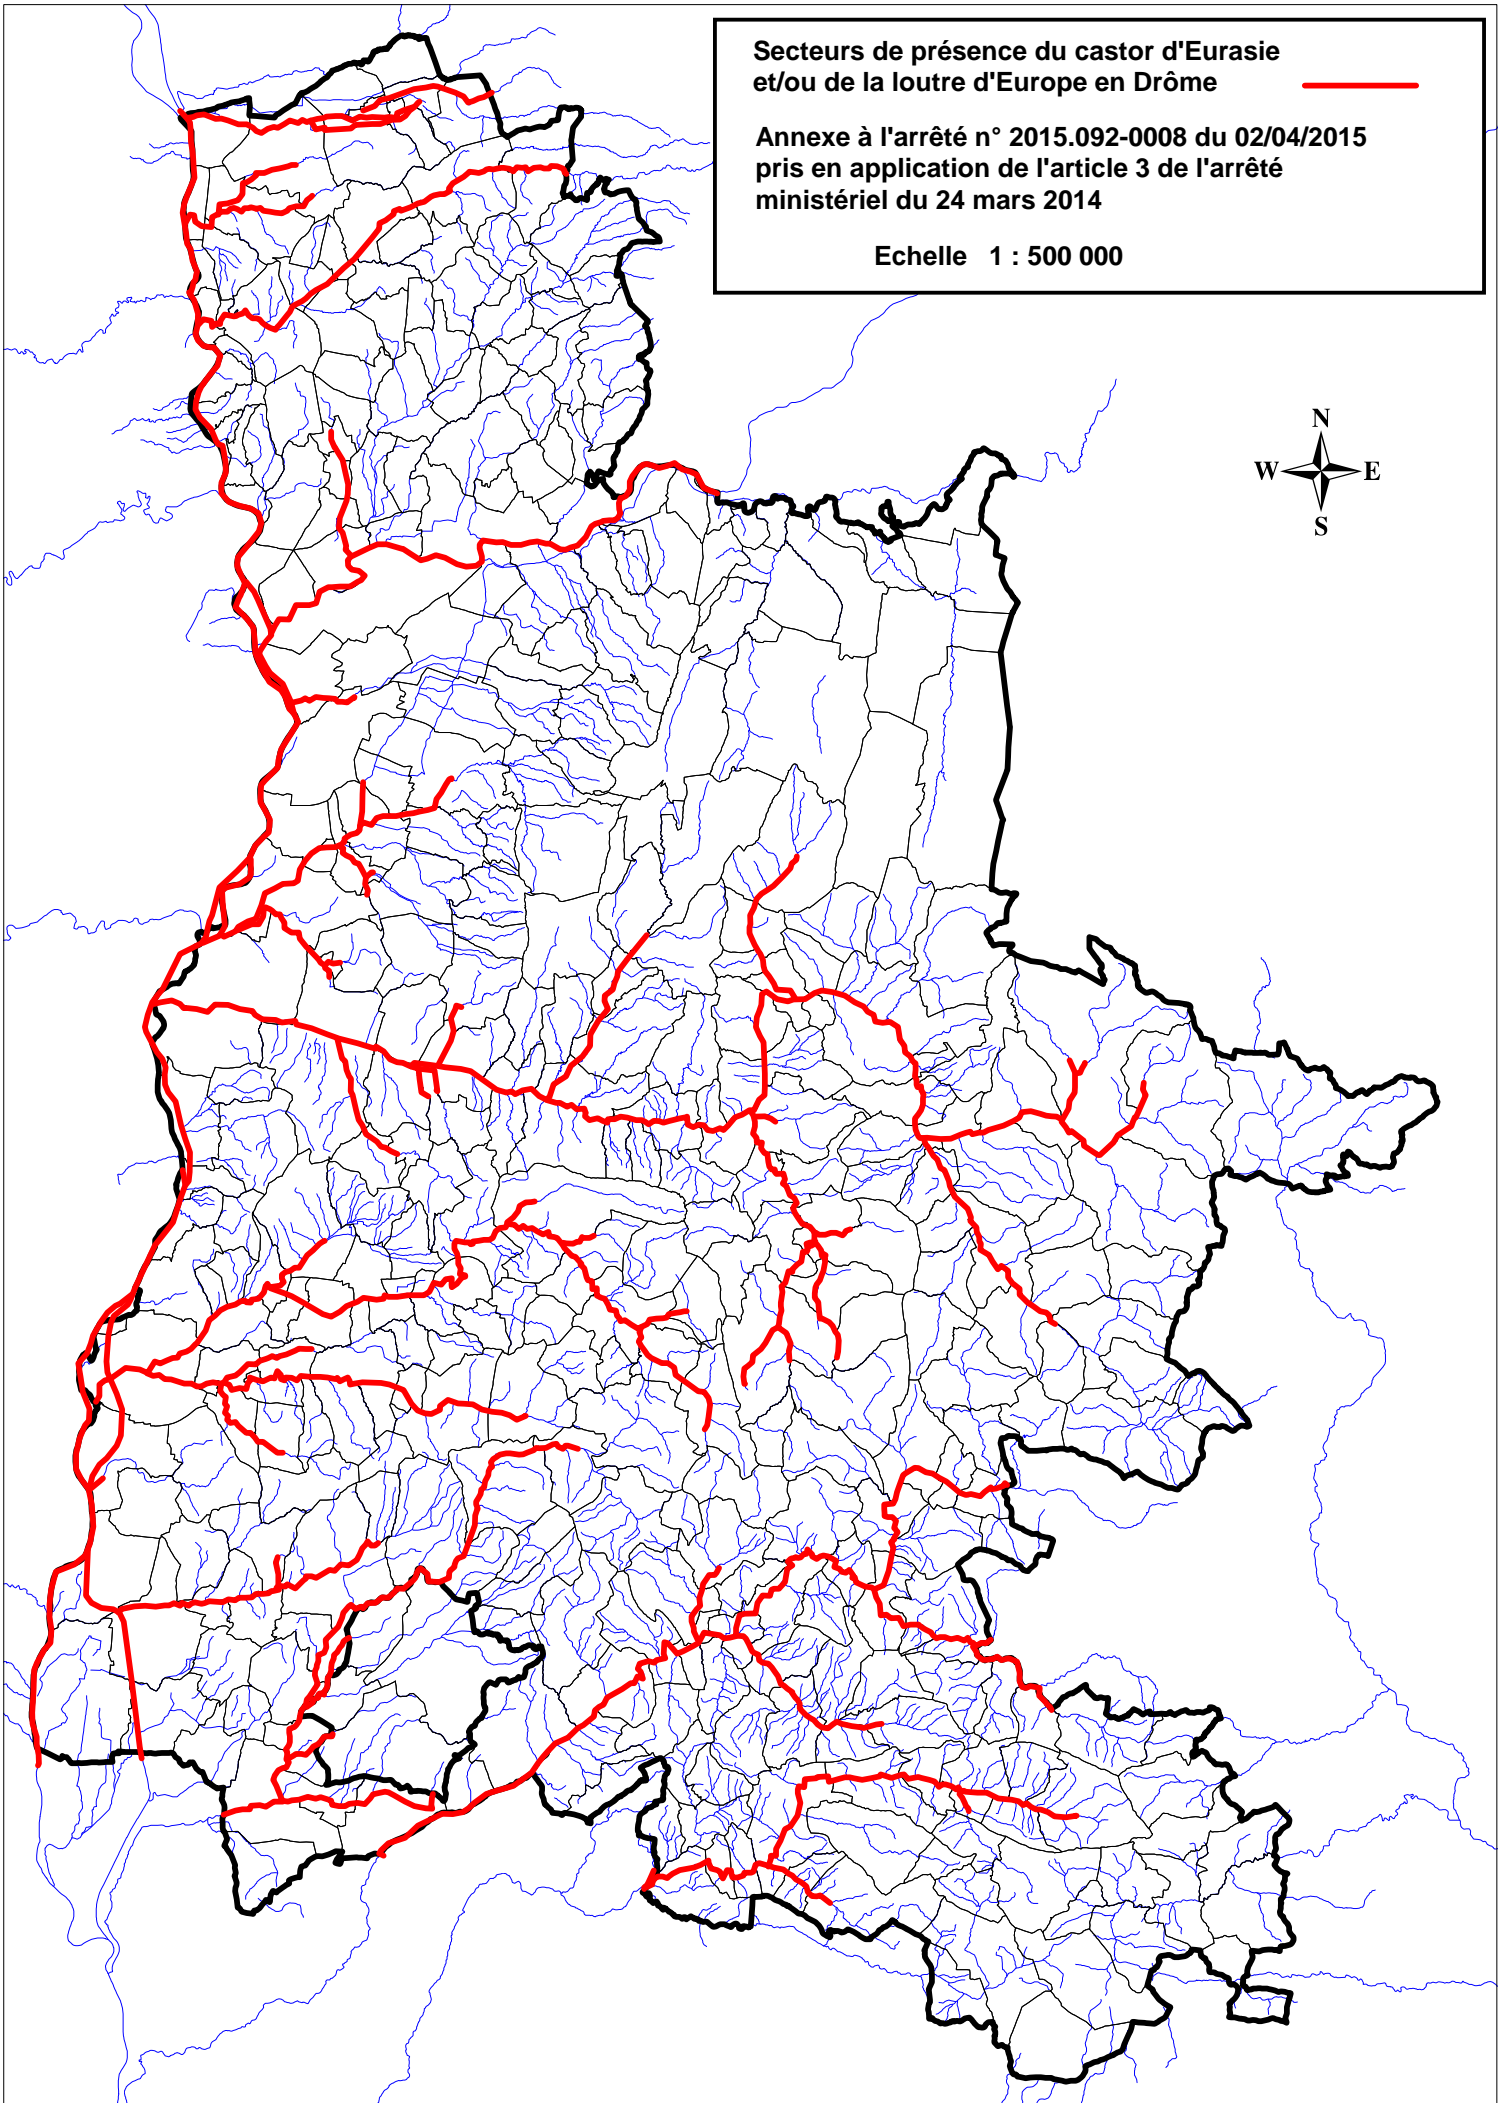 Secteurs de présence du castor d'Eurasie
et/ou de la loutre d'Europe en Drôme
Annexe à l'arrêté n° 2015.092-0008 du 02/04/2015
pris en application de l'article 3 de l'arrêté
ministériel du 24 mars 2014
Echelle 1 : 500 000
N
W E
S